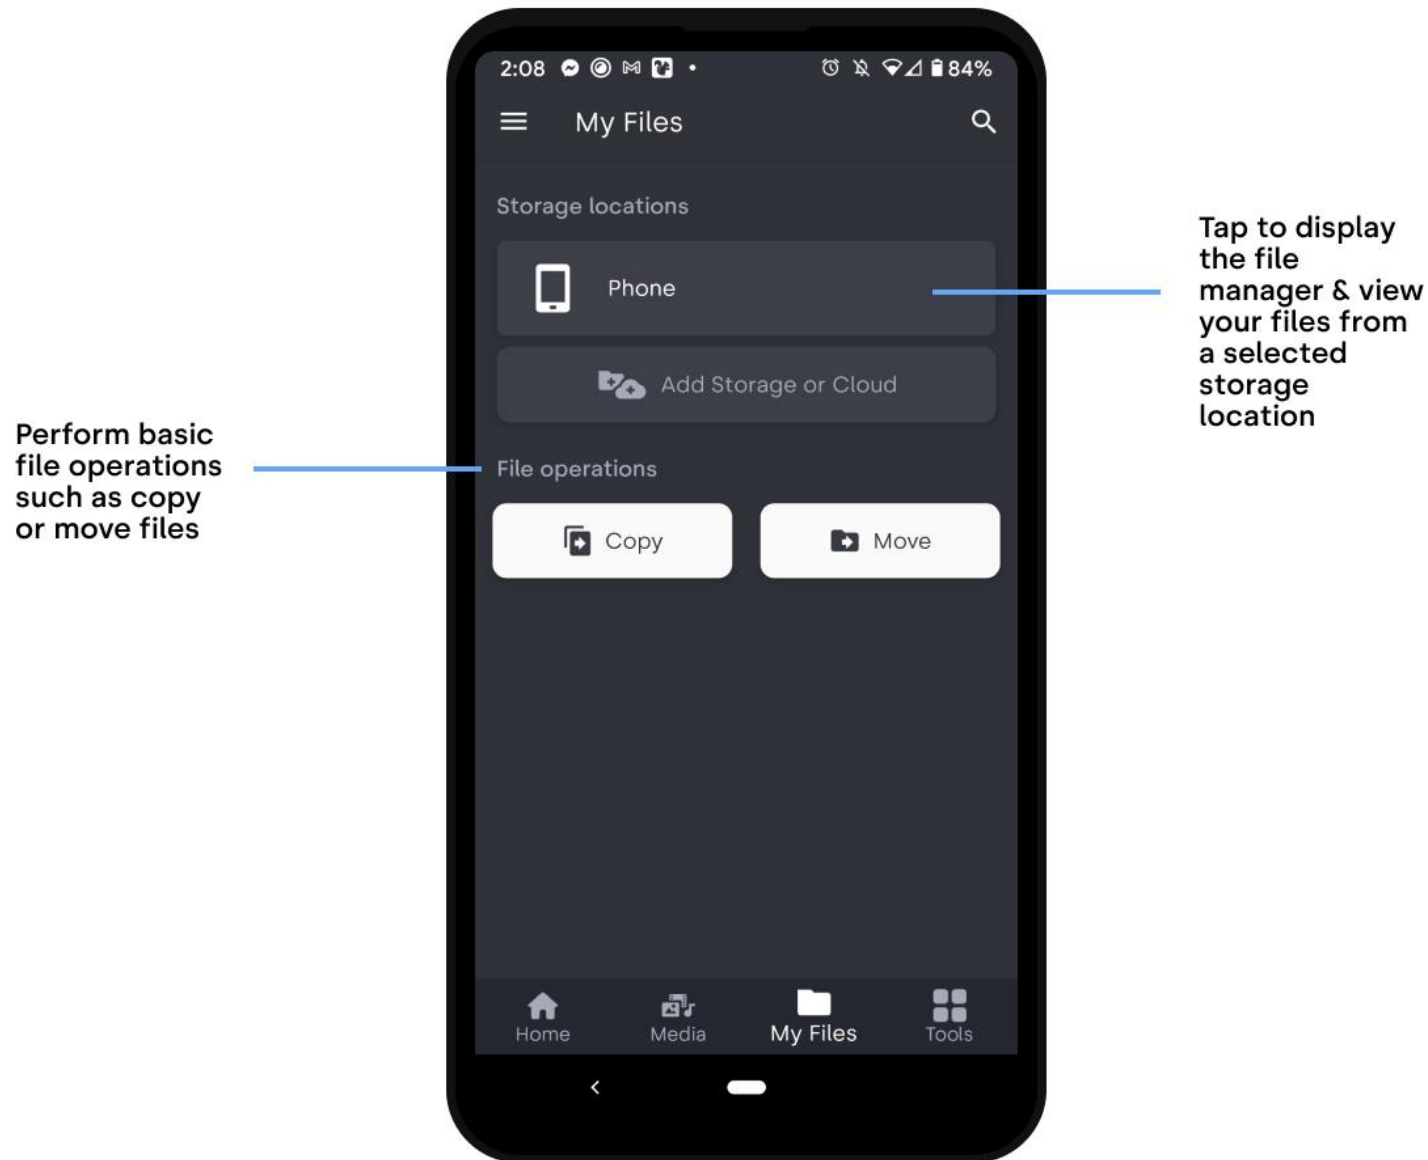 2:08
84%
My Files
Storage locations
Phone
Add Storage or Cloud
File operations
Copy
Move
Home
Media
My Files
Tools
Perform basic
file operations
such as copy
or move files
Tap to display
the file
manager & view
your files from
a selected
storage
location